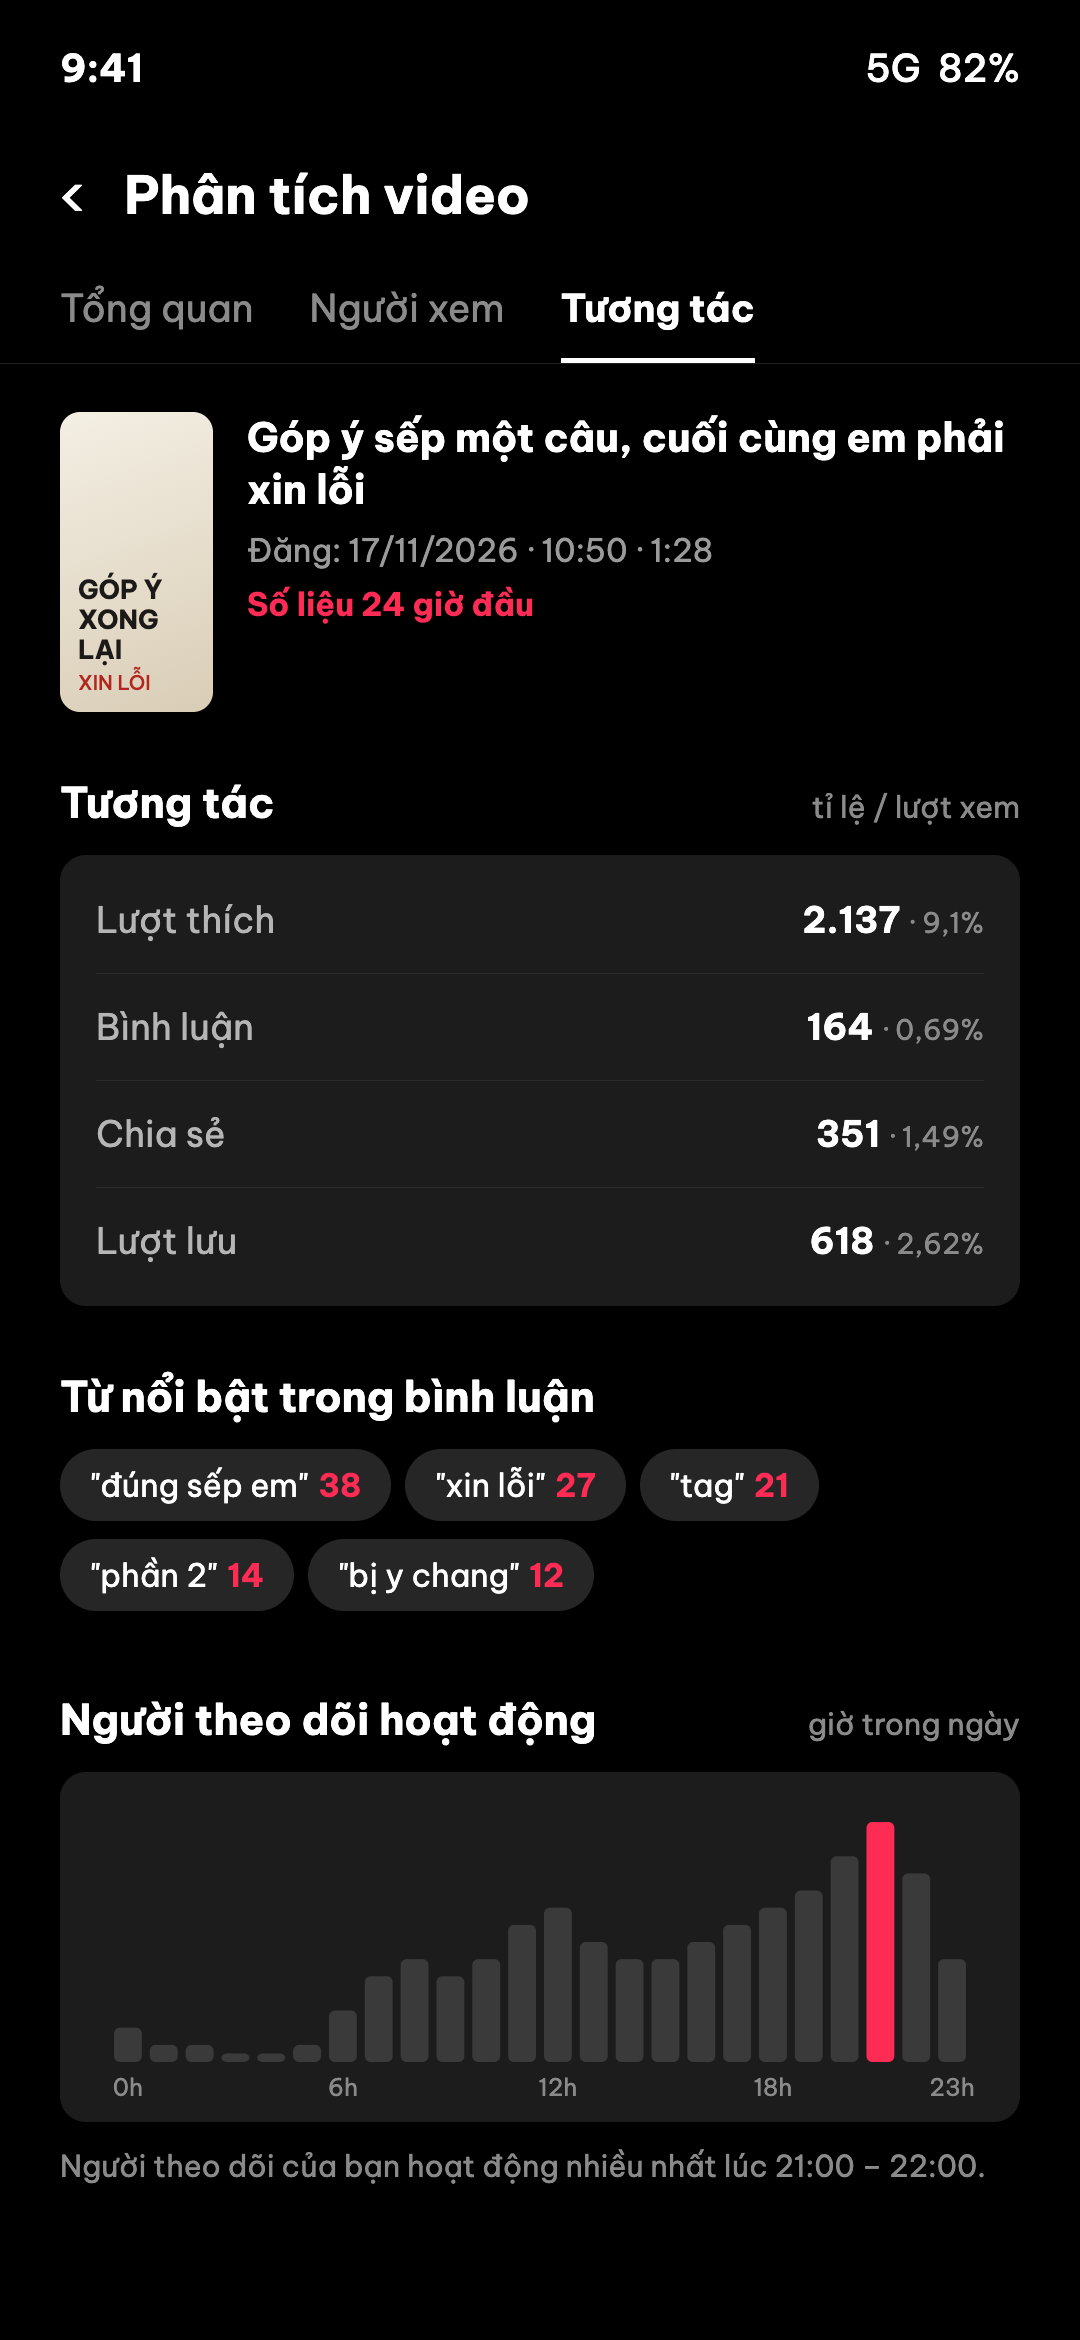 9:41
5G 82%
< Phân tích video
Tổng quan Người xem Tương tác
Góp ý sếp một câu, cuối cùng em phải
xin lỗi
Đăng: 17/11/2026 · 10:50 · 1:28
Số liệu 24 giờ đầu
GÓP Ý
XONG
LẠI
XIN LỖI
Tương tác
tỉ lệ / lượt xem
Lượt thích 2.137 · 9,1%
Bình luận 164 · 0,69%
Chia sẻ 351 · 1,49%
Lượt lưu 618 · 2,62%
Từ nổi bật trong bình luận
"đúng sếp em" 38 "xin lỗi" 27 "tag" 21
"phần 2" 14 "bị y chang" 12
Người theo dõi hoạt động
giờ trong ngày
0h 6h 12h 18h 23h
Người theo dõi của bạn hoạt động nhiều nhất lúc 21:00 – 22:00.